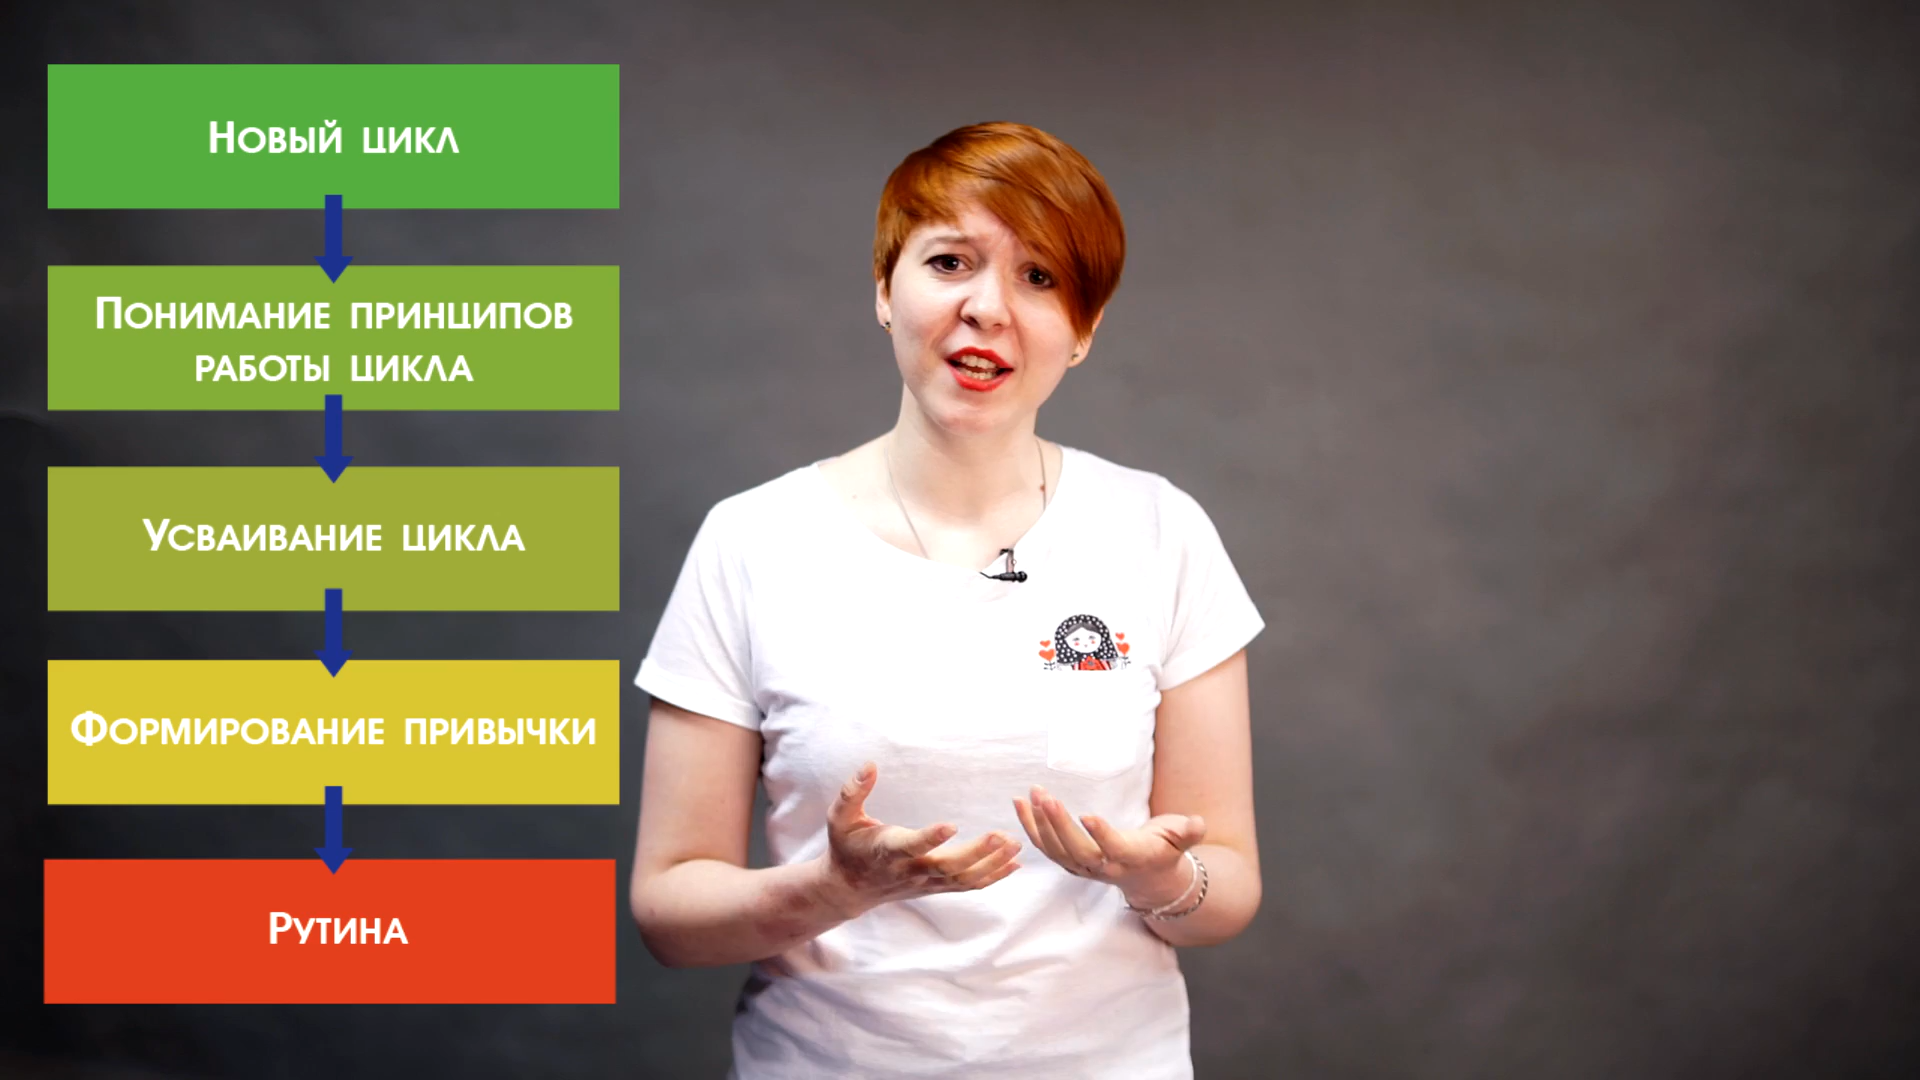 Новый цикл
Понимание принципов
работы цикла
Усваивание цикла
Формирование привычки
Рутина